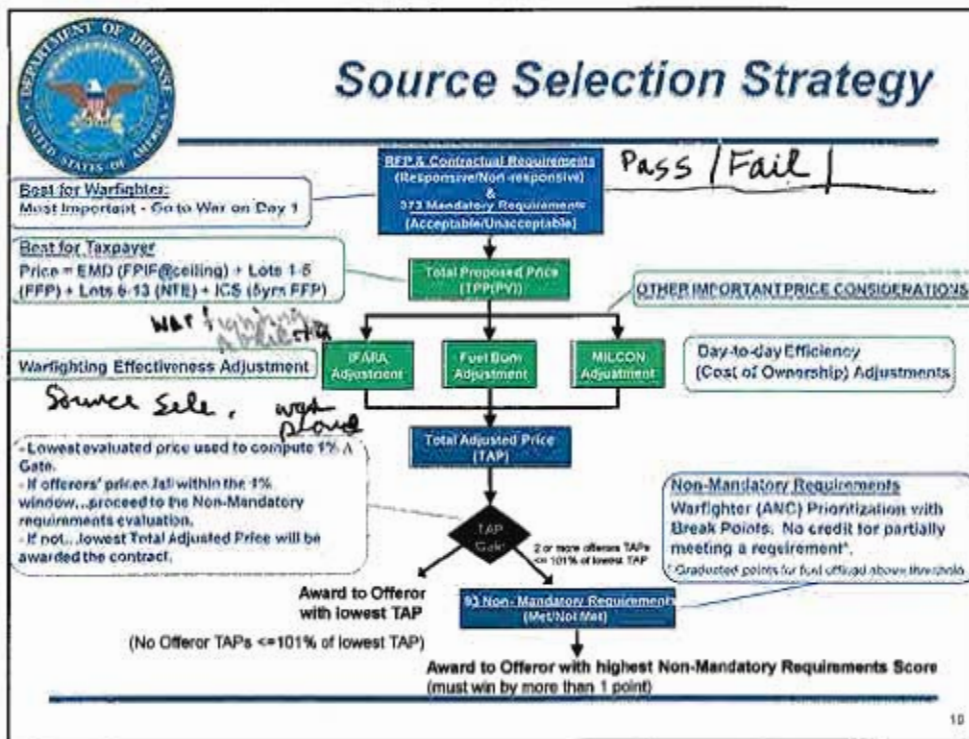 DEPARTMENT OF DEFENSE
UNITED STATES OF AMERICA
Source Selection Strategy
RFP & Contractual Requirements
(Responsive/Non-responsive)
&
373 Mandatory Requirements
(Acceptable/Unacceptable)
Pass / Fail
Best for Warfighter:
Most Important - Go to War on Day 1
Best for Taxpayer
Price = EMD (FPIF@ceiling) + Lots 1-5
(FFP) + Lots 6-13 (NTE) + ICS (5yrs FFP)
Total Proposed Price
(TPP(PV))
OTHER IMPORTANT PRICE CONSIDERATIONS
war fighting
Warfighting Effectiveness Adjustment
IFARA
Adjustment
Fuel Burn
Adjustment
MILCON
Adjustment
Day-to-day Efficiency
(Cost of Ownership) Adjustments
Source Sele.
Total Adjusted Price
(TAP)
- Lowest evaluated price used to compute 1%
Gate.
- If offerors' prices fall within the 1%
window...proceed to the Non-Mandatory
requirements evaluation.
- If not...lowest Total Adjusted Price will be
awarded the contract.
TAP
Gate
2 or more offerors TAPs
<= 101% of lowest TAP
Non-Mandatory Requirements
Warfighter (AMC) Prioritization with
Break Points. No credit for partially
meeting a requirement*.
* Graduated points for fuel offload above threshold
Award to Offeror
with lowest TAP
(No Offeror TAPs <=101% of lowest TAP)
93 Non- Mandatory Requirements
(Met/Not Met)
Award to Offeror with highest Non-Mandatory Requirements Score
(must win by more than 1 point)
10